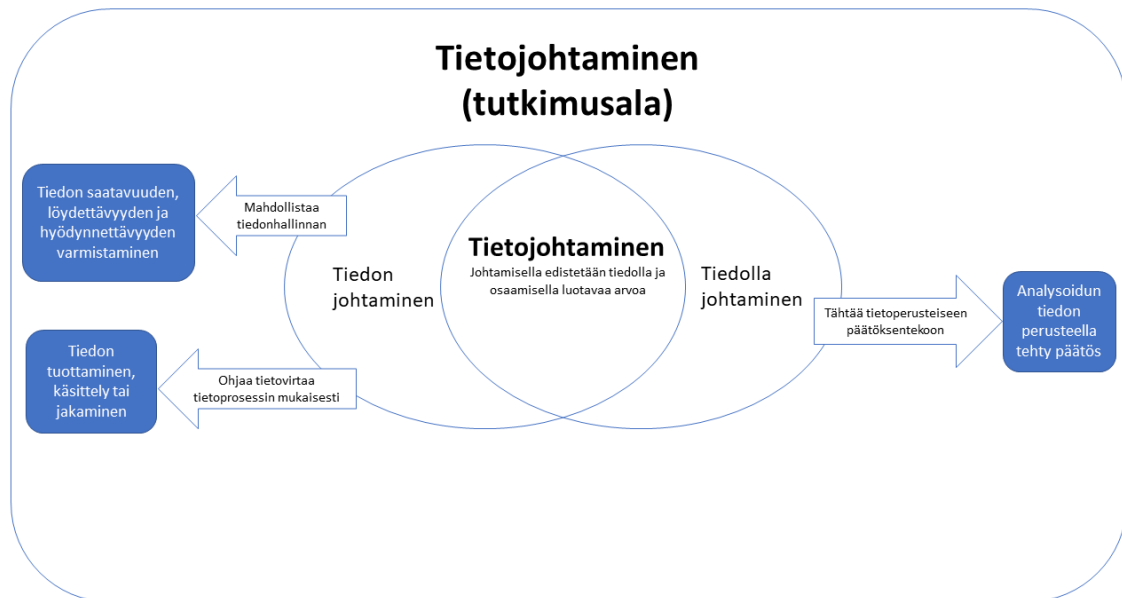 Tietojohtaminen
(tutkimusala)
Tiedon saatavuuden,
löydettävyyden ja
hyödynnettävyyden
varmistaminen
Mahdollistaa
tiedonhallinnan
Tiedon
johtaminen
Tietojohtaminen
Johtamisella edistetään tiedolla ja
osaamisella luotavaa arvoa
Tiedolla
johtaminen
Tähtää tietoperusteiseen
päätöksentekoon
Analysoidun
tiedon
perusteella
tehty päätös
Tiedon
tuottaminen,
käsittely tai
jakaminen
Ohjaa tietovirtaa
tietoprosessin mukaisesti